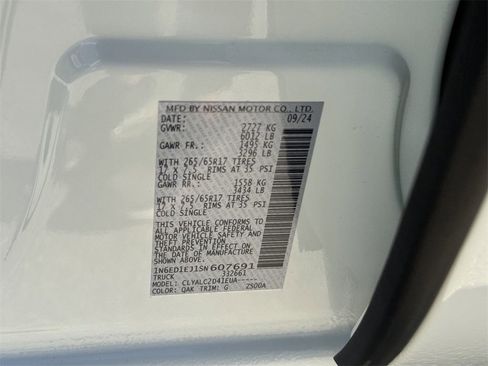 MFD BY NISSAN MOTOR CO., LTD.
DATE: 09/24
GVWR: 2727 KG
6012 LB
GAWR FR.: 1495 KG
3296 LB
WITH 265/65R17 TIRES
17 X 7.5 RIMS AT 35 PSI
COLD SINGLE
GAWR RR.: 1558 KG
3434 LB
WITH 265/65R17 TIRES
17 X 7.5 RIMS AT 35 PSI
COLD SINGLE
THIS VEHICLE CONFORMS TO
ALL APPLICABLE FEDERAL
MOTOR VEHICLE SAFETY AND
THEFT PREVENTION
STANDARDS IN EFFECT ON
THE DATE OF MANUFACTURE
SHOWN ABOVE.
1N6ED1EJ1SN607691
TRUCK 332661
MODEL: CLYALC2D41EUA-----
COLOR: QAK TRIM: G ZS00A